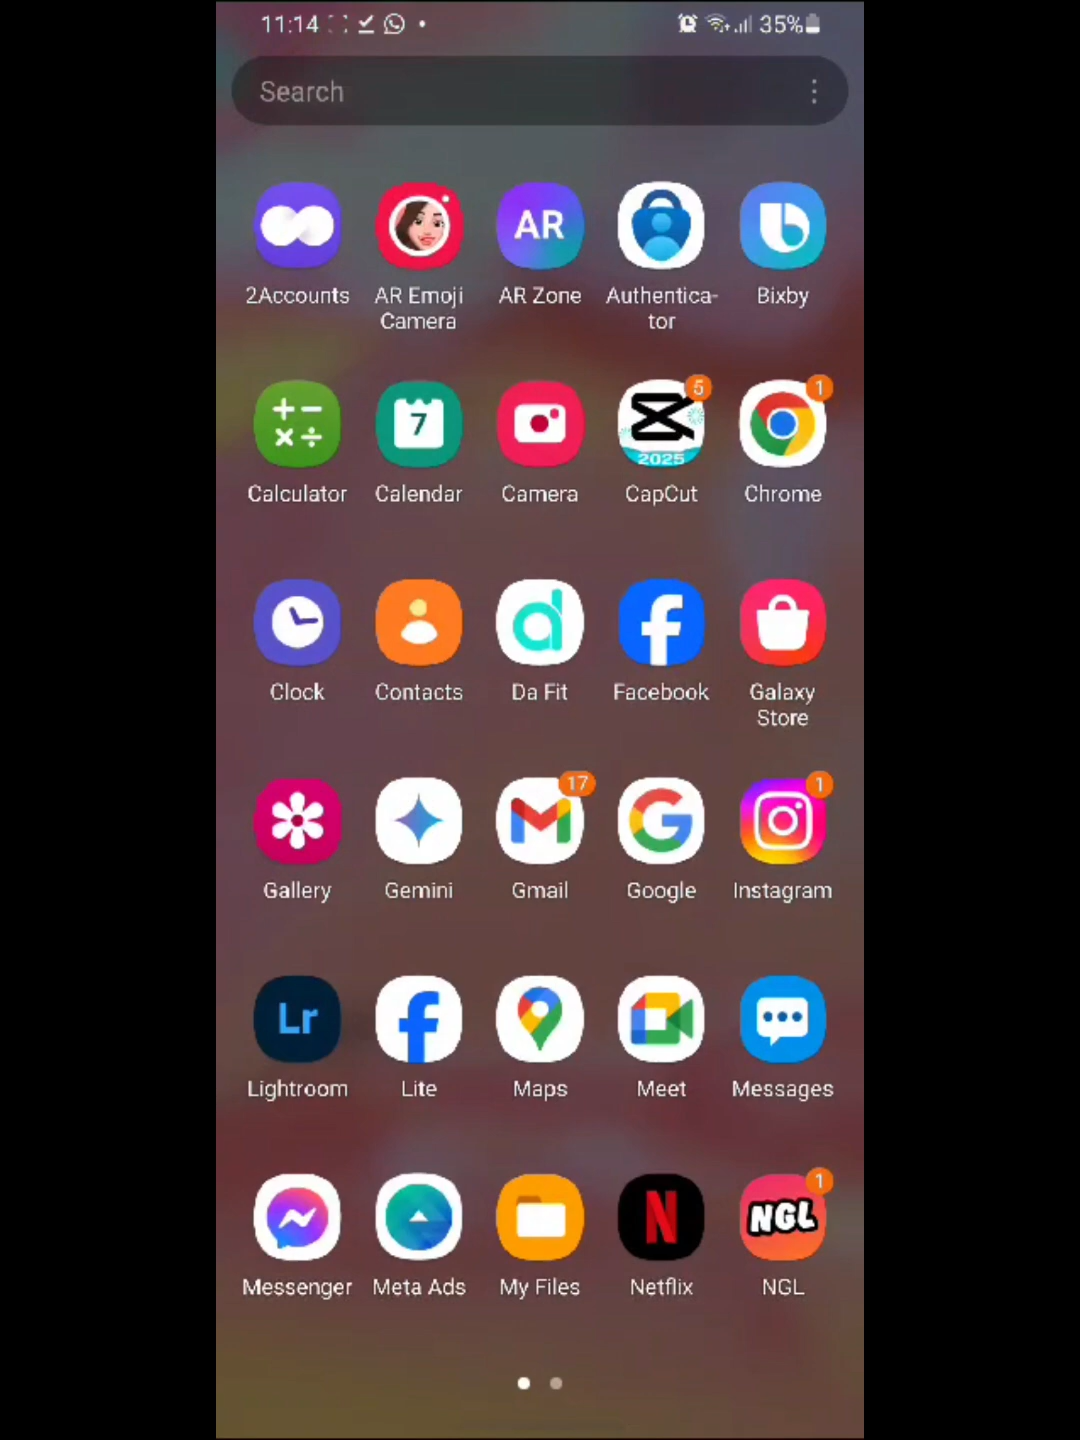 11:14 35%
Search
AR
2Accounts AR Emoji Camera AR Zone Authentica-tor Bixby
7 5 1
2025
Calculator Calendar Camera CapCut Chrome
Clock Contacts Da Fit Facebook Galaxy Store
17 1
Gallery Gemini Gmail Google Instagram
Lr
Lightroom Lite Maps Meet Messages
1
N NGL
Messenger Meta Ads My Files Netflix NGL